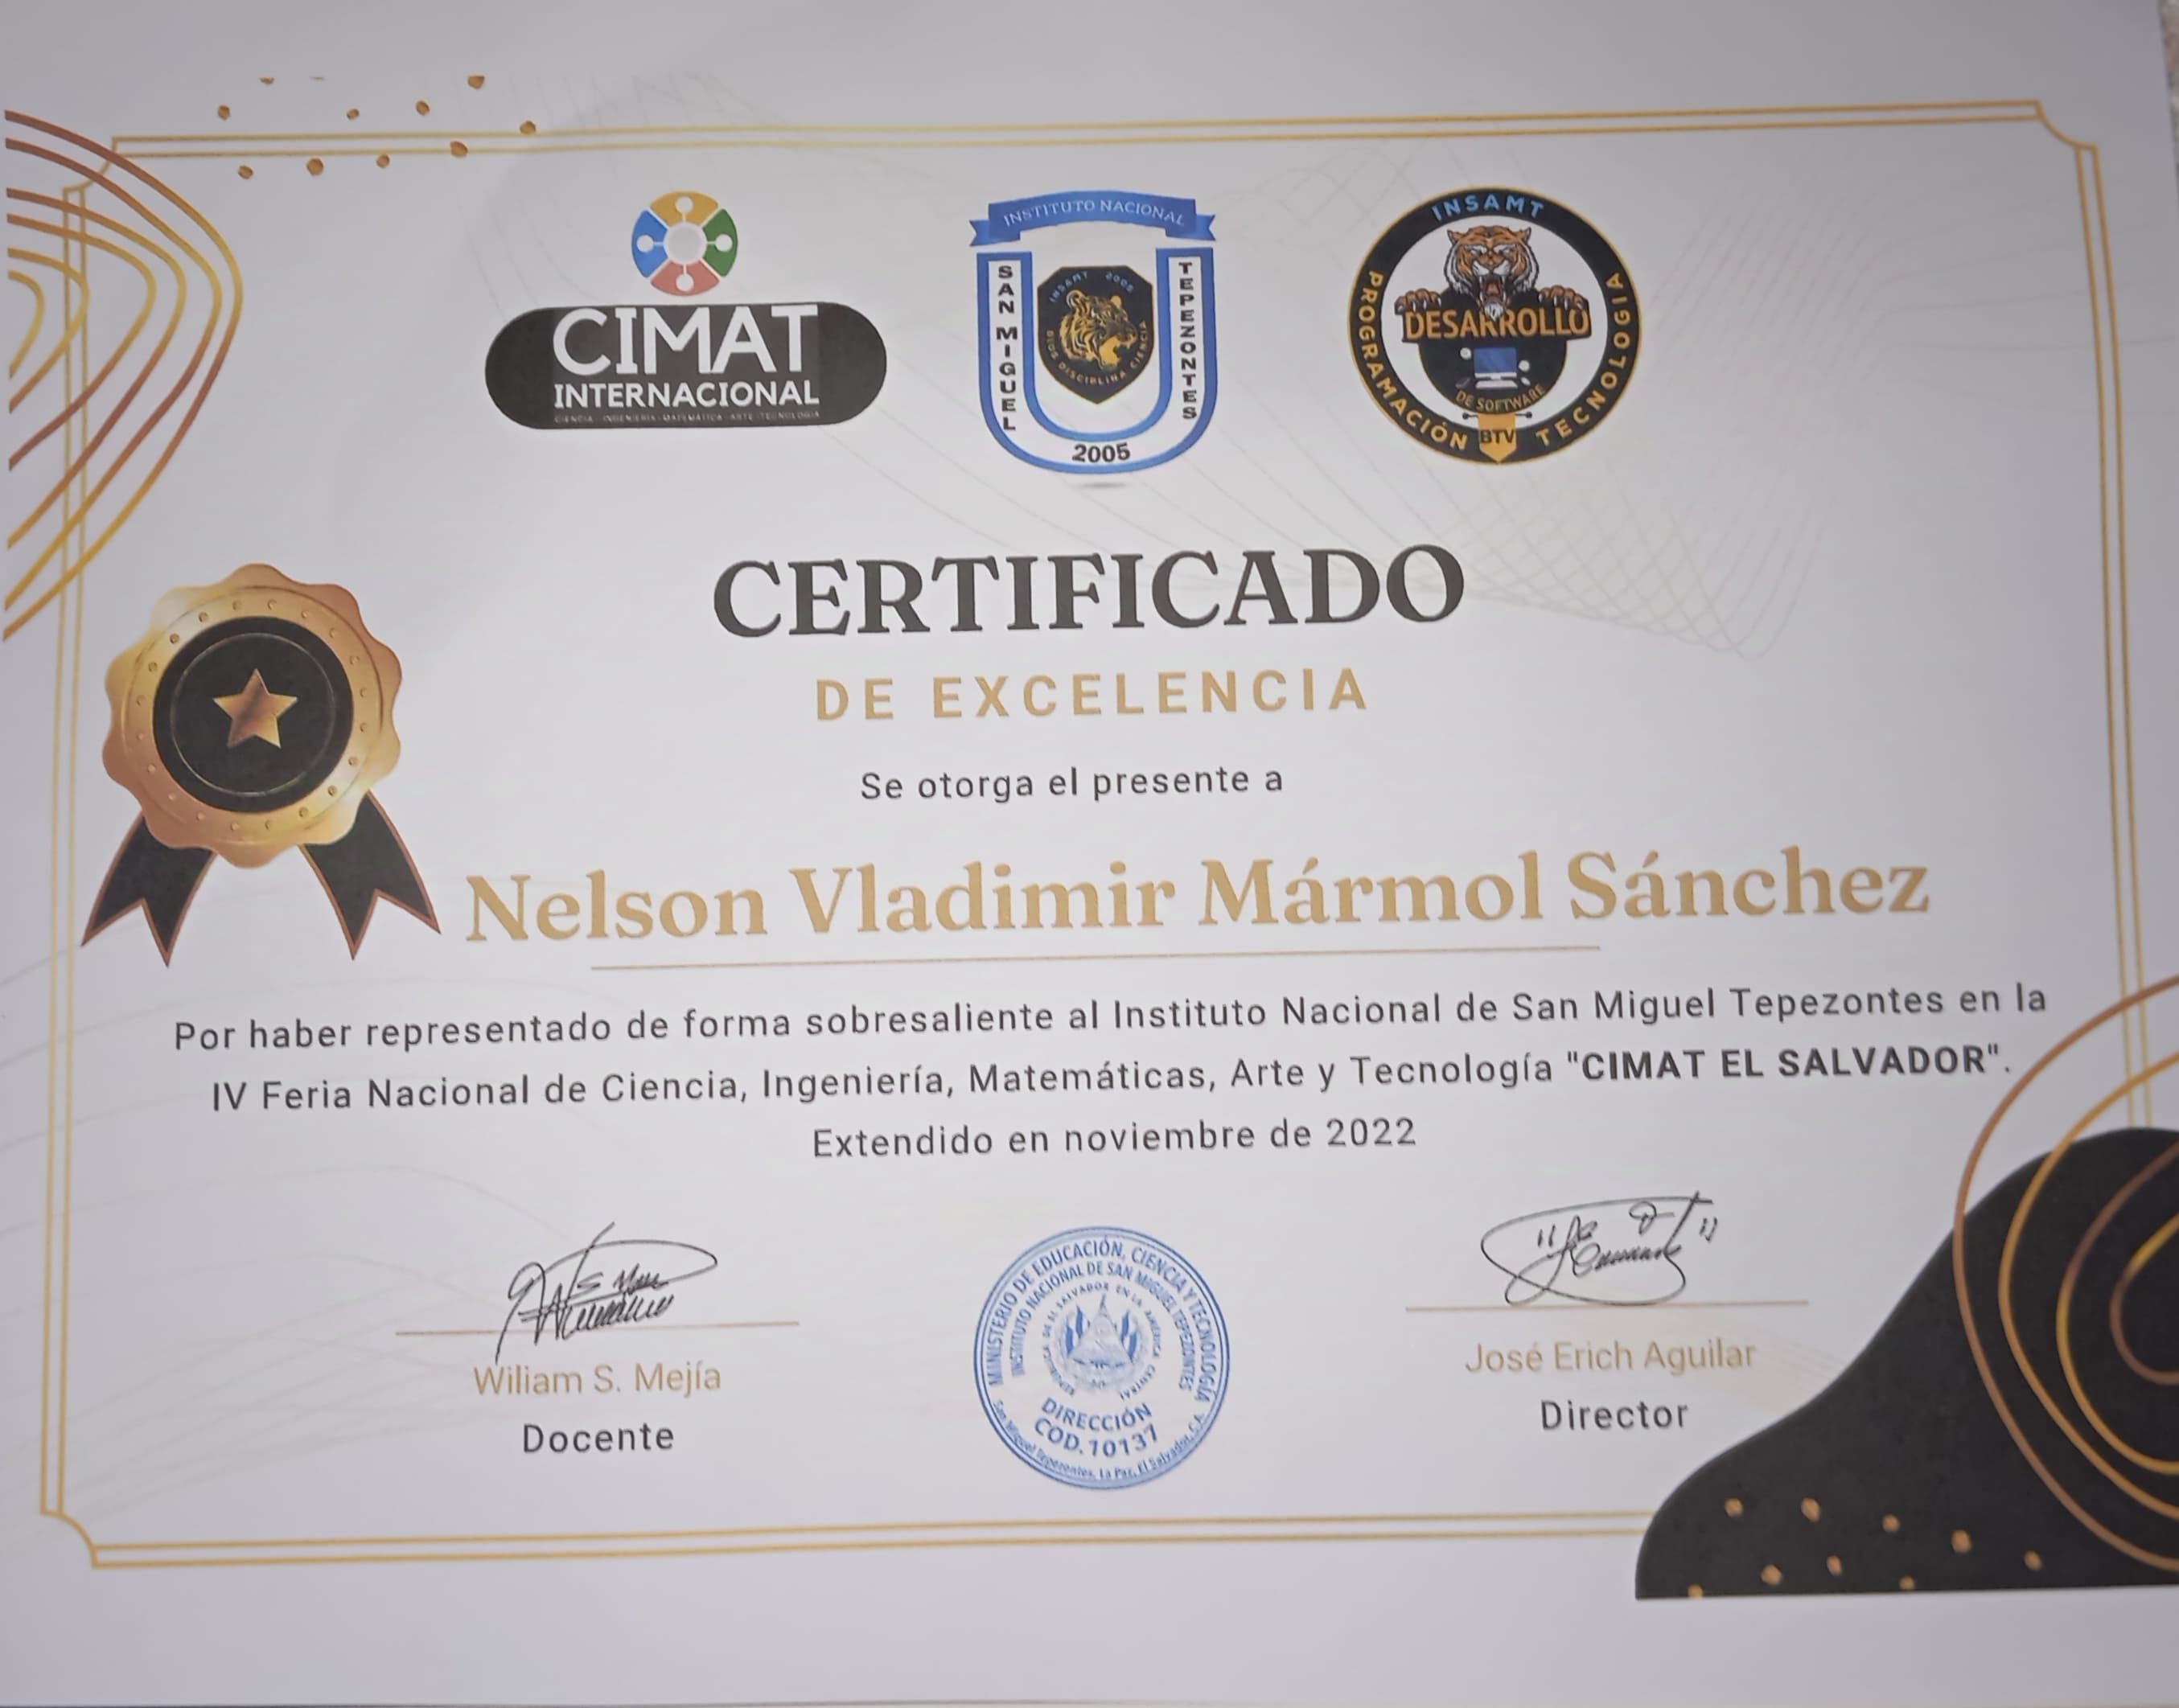 CIMAT
INTERNACIONAL
CIENCIA · INGENIERÍA · MATEMÁTICA · ARTE · TECNOLOGÍA
INSTITUTO NACIONAL
SAN MIGUEL
TEPEZONTES
INSAMT 2005
DIOS DISCIPLINA CIENCIA
2005
INSAMT
PROGRAMACIÓN
TECNOLOGIA
DESARROLLO
DE SOFTWARE
BTV
CERTIFICADO
DE EXCELENCIA
Se otorga el presente a
Nelson Vladimir Mármol Sánchez
Por haber representado de forma sobresaliente al Instituto Nacional de San Miguel Tepezontes en la
IV Feria Nacional de Ciencia, Ingeniería, Matemáticas, Arte y Tecnología "CIMAT EL SALVADOR".
Extendido en noviembre de 2022
Wiliam S. Mejía
Docente
MINISTERIO DE EDUCACIÓN, CIENCIA Y TECNOLOGÍA
INSTITUTO NACIONAL DE SAN MIGUEL TEPEZONTES
REPUBLICA DE EL SALVADOR EN LA AMERICA CENTRAL
DIRECCIÓN
COD. 10137
San Miguel Tepezontes, La Paz, El Salvador, C.A.
José Erich Aguilar
Director